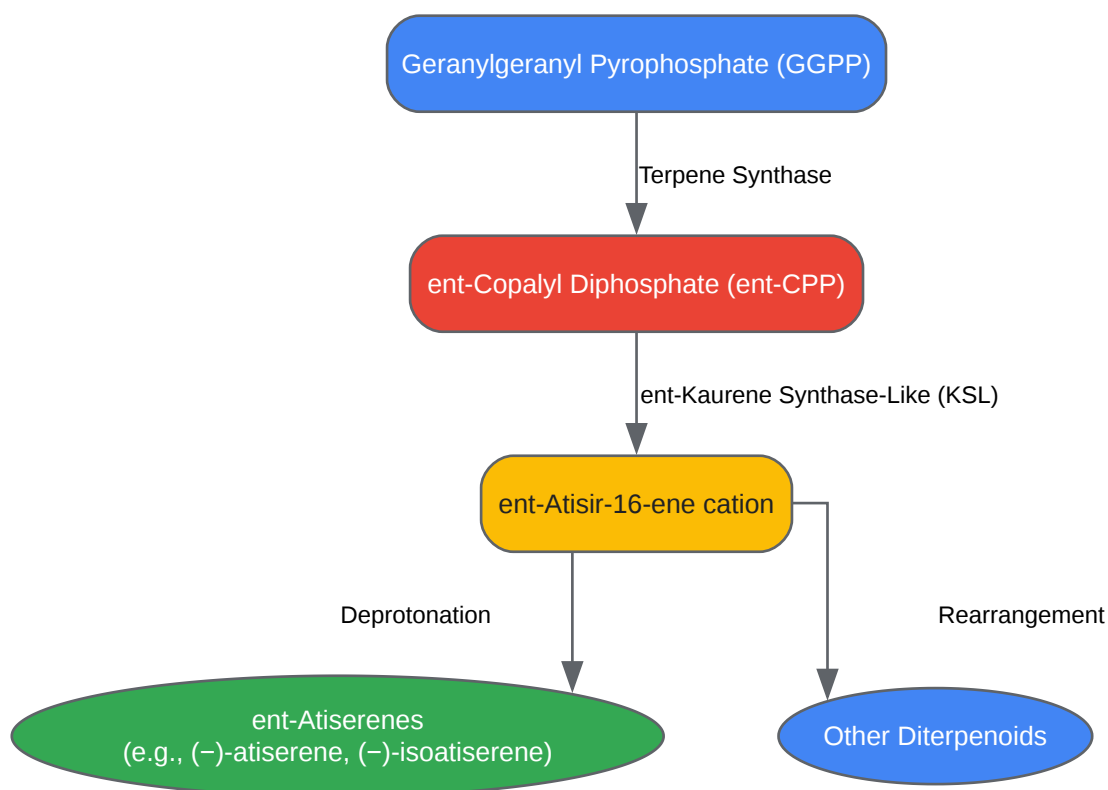 Geranylgeranyl Pyrophosphate (GGPP)
Terpene Synthase
ent-Copalyl Diphosphate (ent-CPP)
ent-Kaurene Synthase-Like (KSL)
ent-Atisir-16-ene cation
Deprotonation
Rearrangement
ent-Atiserenes
(e.g., (−)-atiserene, (−)-isoatiserene)
Other Diterpenoids